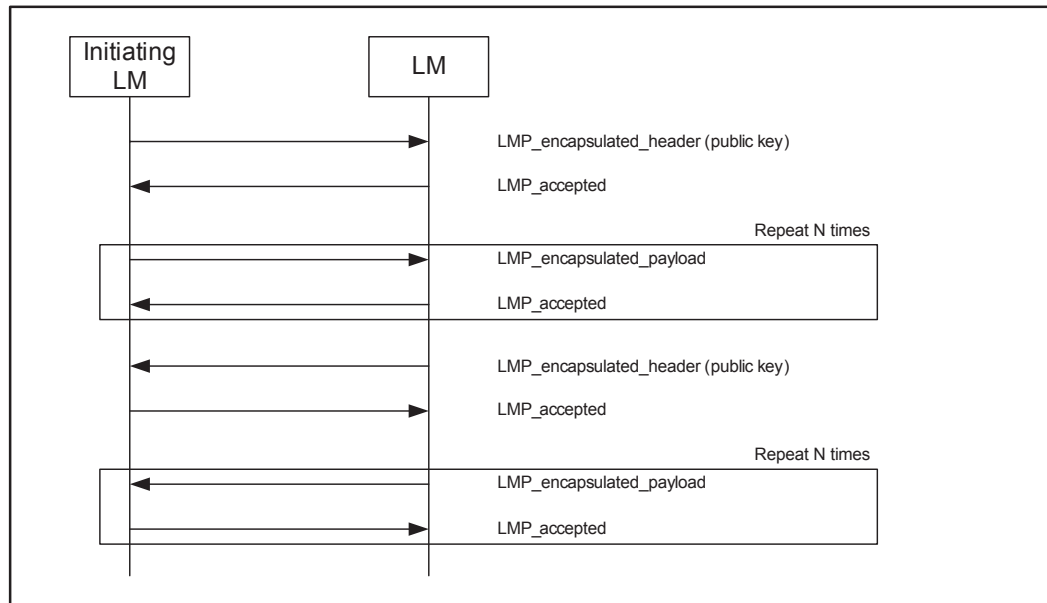 Initiating
LM
LM
LMP_encapsulated_header (public key)
LMP_accepted
Repeat N times
LMP_encapsulated_payload
LMP_accepted
LMP_encapsulated_header (public key)
LMP_accepted
Repeat N times
LMP_encapsulated_payload
LMP_accepted